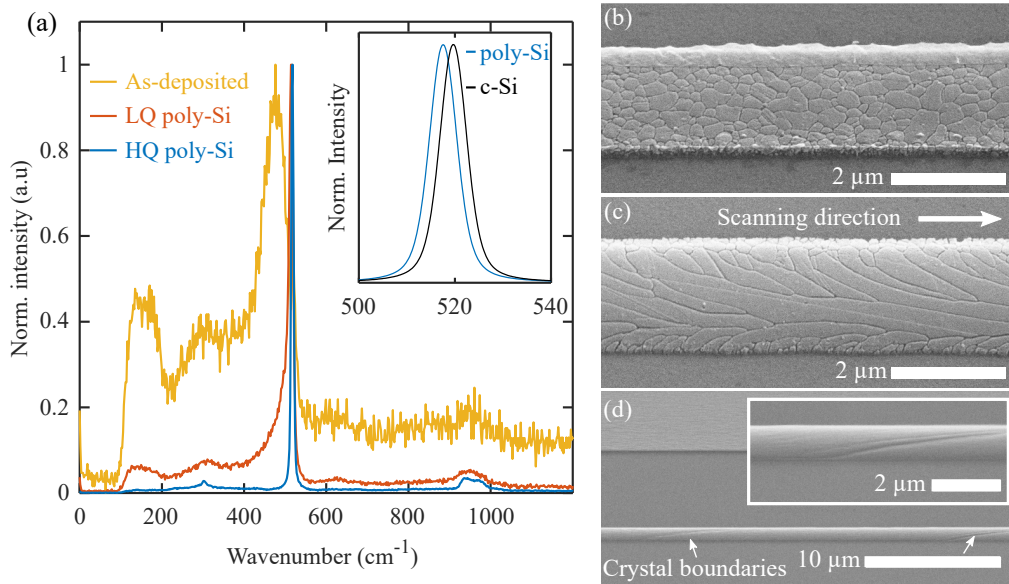 (a)
As-deposited
LQ poly-Si
HQ poly-Si
Norm. intensity (a.u)
1
0.8
0.6
0.4
0.2
0
0
200
400
600
800
1000
Wavenumber (cm⁻¹)
poly-Si
c-Si
Norm. Intensity
500
520
540
(b)
2 µm
(c)
Scanning direction
2 µm
(d)
2 µm
Crystal boundaries
10 µm